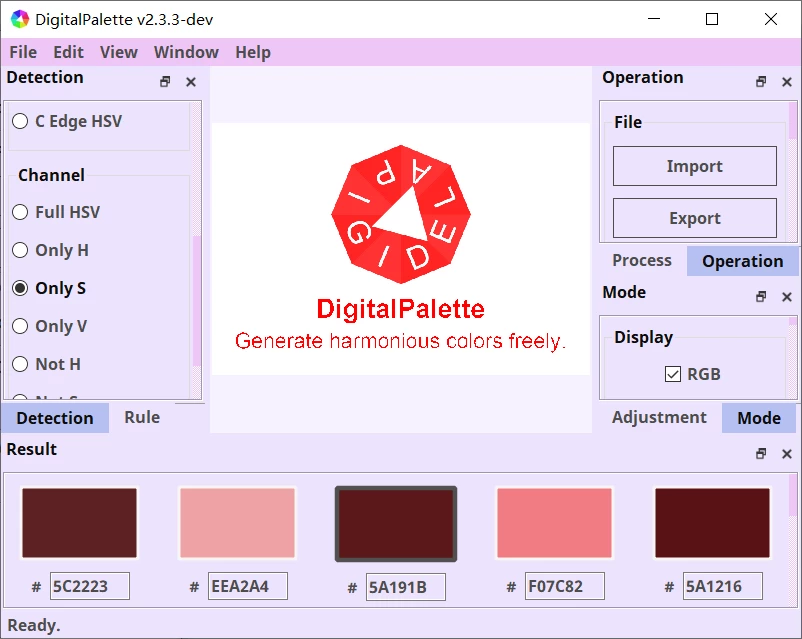 DigitalPalette v2.3.3-dev
File Edit View Window Help
Detection
C Edge HSV
Channel
Full HSV
Only H
Only S
Only V
Not H
Detection Rule
DIGIPALED
DigitalPalette
Generate harmonious colors freely.
Operation
File
Import
Export
Process Operation
Mode
Display
RGB
Adjustment Mode
Result
# 5C2223 # EEA2A4 # 5A191B # F07C82 # 5A1216
Ready.